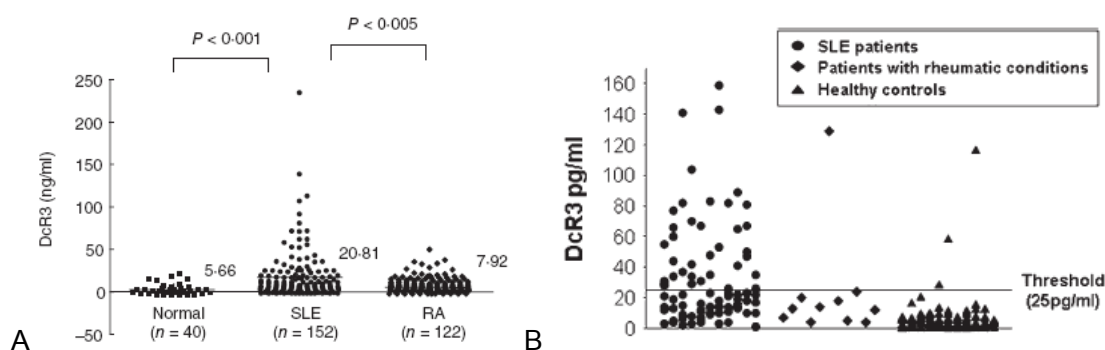 P < 0·001
P < 0·005
DcR3 (ng/ml)
250
200
150
100
50
0
−50
5·66
20·81
7·92
Normal
(n = 40)
SLE
(n = 152)
RA
(n = 122)
A
SLE patients
Patients with rheumatic conditions
Healthy controls
DcR3 pg/ml
160
140
120
100
80
60
40
20
0
Threshold
(25pg/ml)
B